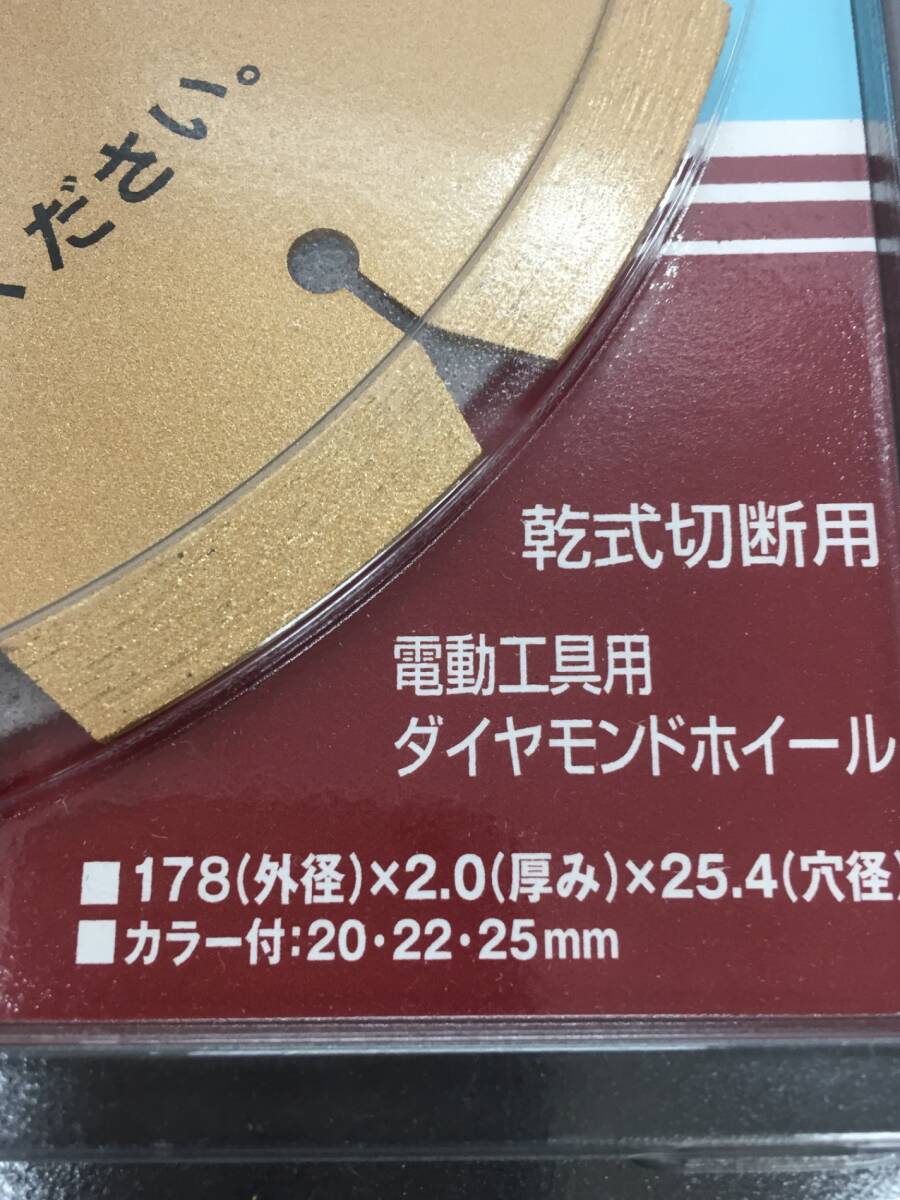 ください。
乾式切断用
電動工具用
ダイヤモンドホイール
■178(外径)×2.0(厚み)×25.4(穴径)
■カラー付:20・22・25mm